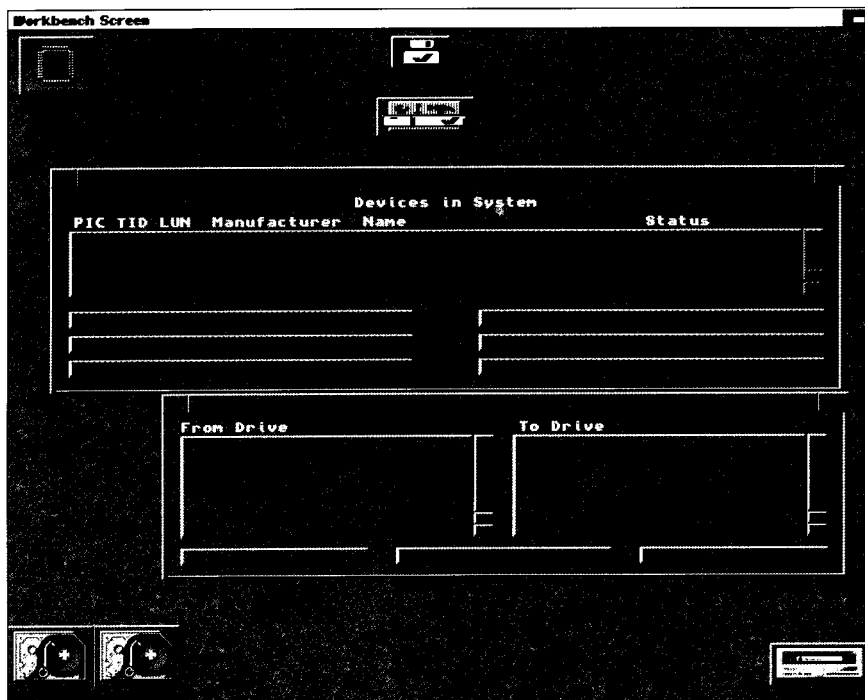 Workbench Screen
Devices in System
PIC TID LUN Manufacturer Name Status
From Drive To Drive